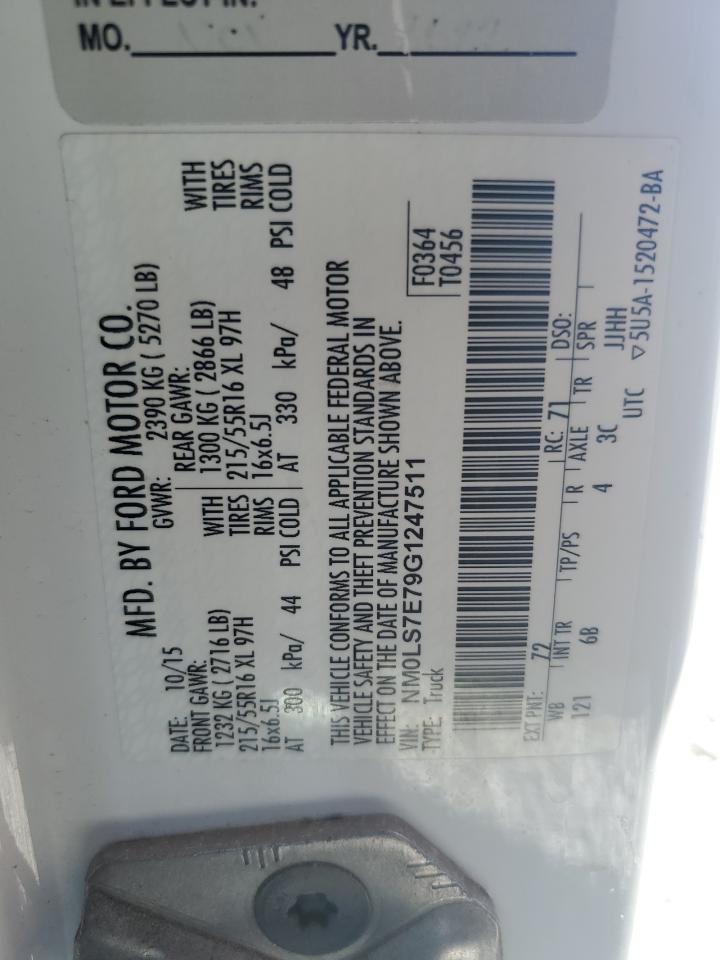 IN EFFECT IN:
MO. YR.
MFD. BY FORD MOTOR CO.
DATE: 10/15 GVWR: 2390 KG ( 5270 LB)
FRONT GAWR: REAR GAWR:
1232 KG ( 2716 LB) WITH 1300 KG ( 2866 LB) WITH
215/55R16 XL 97H TIRES 215/55R16 XL 97H TIRES
16x6.5J RIMS 16x6.5J RIMS
AT 300 kPa/ 44 PSI COLD AT 330 kPa/ 48 PSI COLD
THIS VEHICLE CONFORMS TO ALL APPLICABLE FEDERAL MOTOR
VEHICLE SAFETY AND THEFT PREVENTION STANDARDS IN
EFFECT ON THE DATE OF MANUFACTURE SHOWN ABOVE.
VIN: NM0LS7E79G1247511 F0364
TYPE: Truck T0456
EXT PNT: 72 RC: 71 DSO:
WB INT TR TP/PS R AXLE TR SPR
121 6B 4 3C JJHH
UTC ▽5U5A-1520472-BA